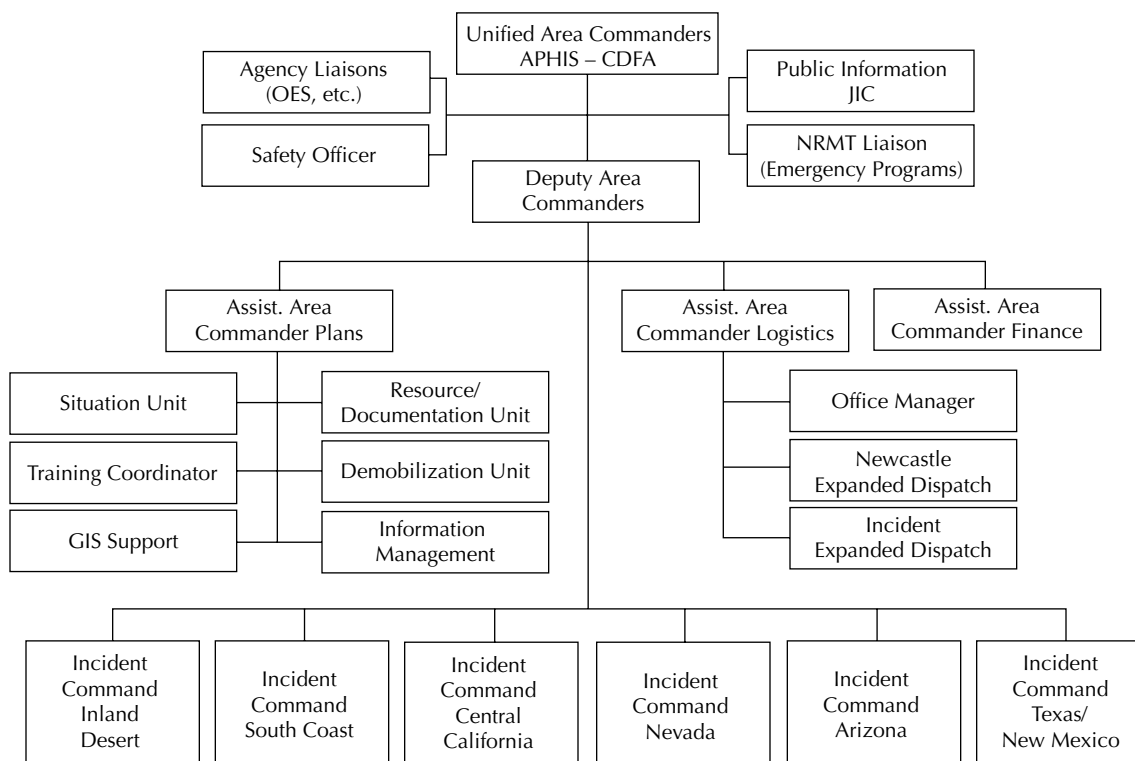 Unified Area Commanders
APHIS – CDFA
Agency Liaisons
(OES, etc.)
Public Information
JIC
Safety Officer
NRMT Liaison
(Emergency Programs)
Deputy Area
Commanders
Assist. Area
Commander Plans
Assist. Area
Commander Logistics
Assist. Area
Commander Finance
Situation Unit
Resource/
Documentation Unit
Office Manager
Training Coordinator
Demobilization Unit
Newcastle
Expanded Dispatch
GIS Support
Information
Management
Incident
Expanded Dispatch
Incident
Command
Inland
Desert
Incident
Command
South Coast
Incident
Command
Central
California
Incident
Command
Nevada
Incident
Command
Arizona
Incident
Command
Texas/
New Mexico